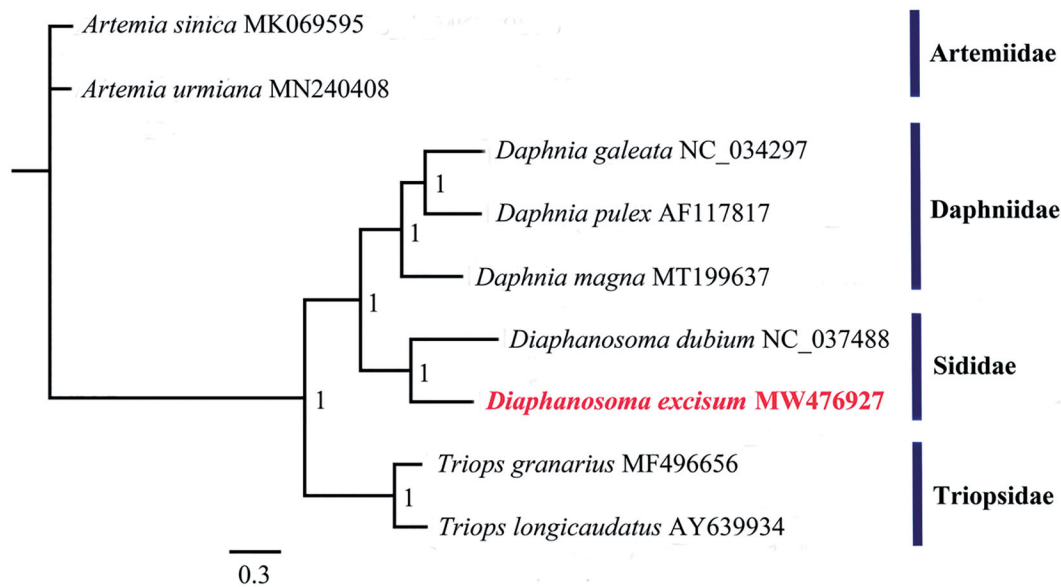 Artemia sinica MK069595
Artemia urmiana MN240408
Artemiidae
Daphnia galeata NC_034297
1
Daphnia pulex AF117817
Daphniidae
1
Daphnia magna MT199637
1
Diaphanosoma dubium NC_037488
Sididae
1
Diaphanosoma excisum MW476927
1
Triops granarius MF496656
1
Triopsidae
Triops longicaudatus AY639934
0.3